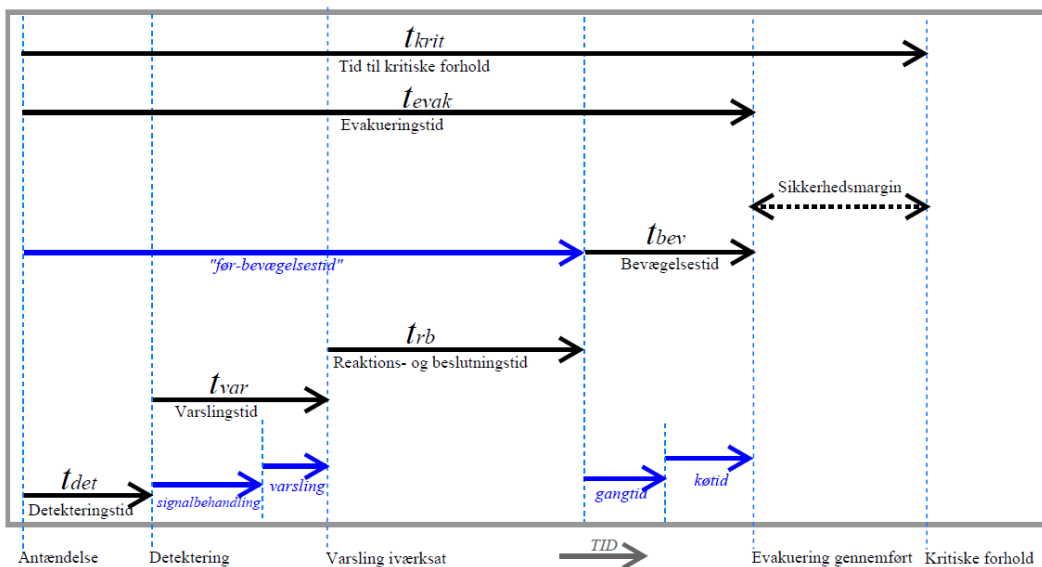 tkrit
Tid til kritiske forhold
tevak
Evakueringstid
Sikkerhedsmargin
tbev
"før-bevægelsestid"
Bevægelsestid
trb
Reaktions- og beslutningstid
tvar
Varslingstid
tdet
Detekteringstid
signalbehandling
varsling
gangtid
køtid
TID
Antændelse
Detektering
Varsling iværksat
Evakuering gennemført
Kritiske forhold